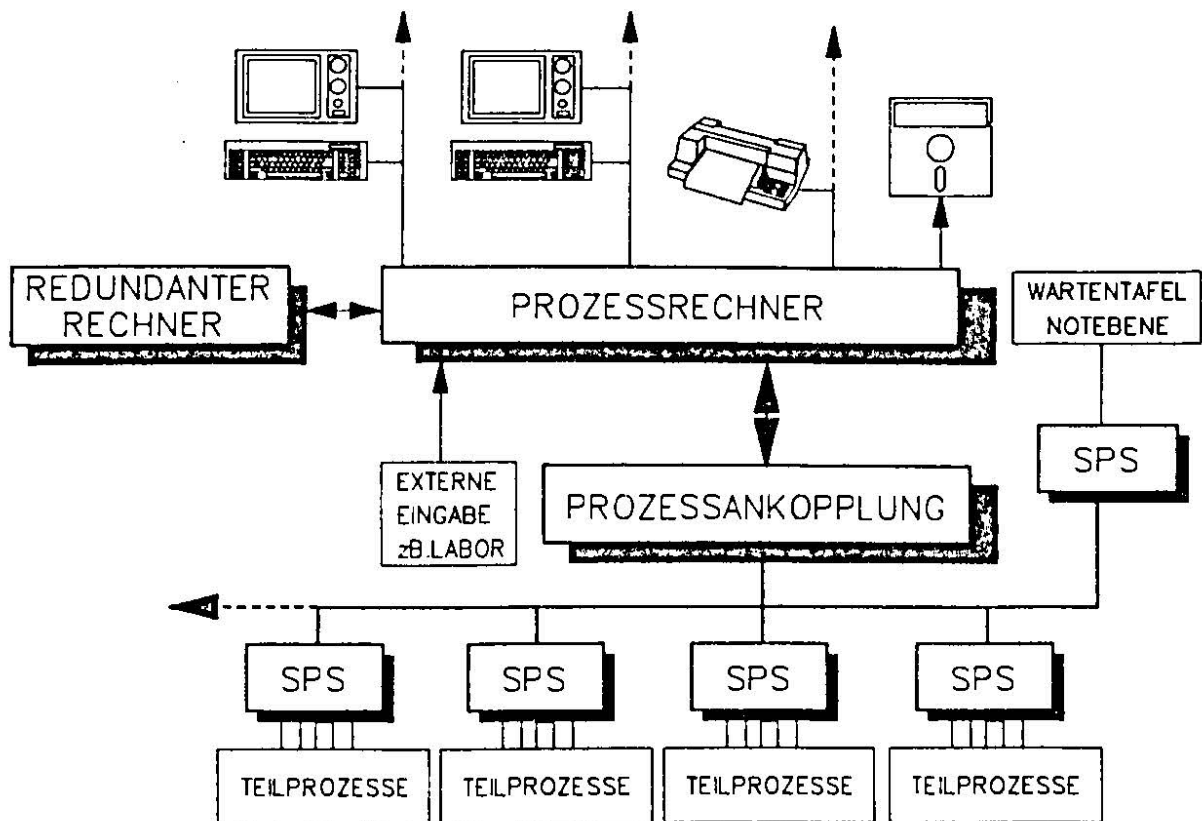 REDUNDANTER
RECHNER
PROZESSRECHNER
WARTENTAFEL
NOTEBENE
SPS
EXTERNE
EINGABE
zB.LABOR
PROZESSANKOPPLUNG
SPS
SPS
SPS
SPS
TEILPROZESSE
TEILPROZESSE
TEILPROZESSE
TEILPROZESSE